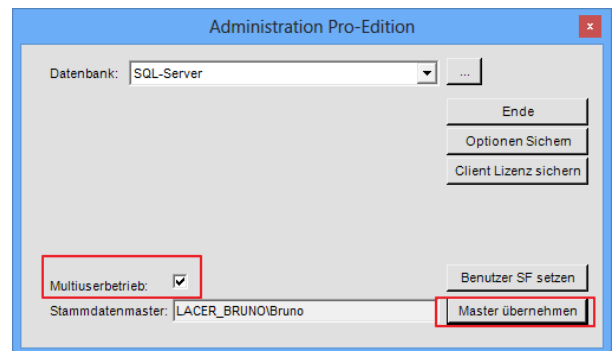 Administration Pro-Edition
x
Datenbank: SQL-Server ...
Ende
Optionen Sichern
Client Lizenz sichern
Multiuserbetrieb:
Benutzer SF setzen
Stammdatenmaster: LACER_BRUNO\Bruno
Master übernehmen